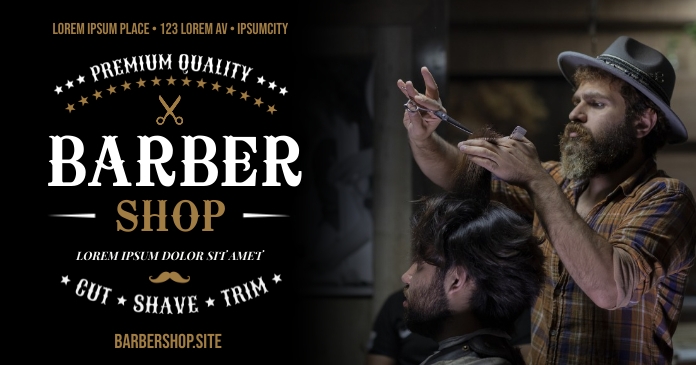 LOREM IPSUM PLACE • 123 LOREM AV • IPSUMCITY
PREMIUM QUALITY
BARBER
SHOP
LOREM IPSUM DOLOR SIT AMET
CUT ★ SHAVE ★ TRIM
BARBERSHOP.SITE